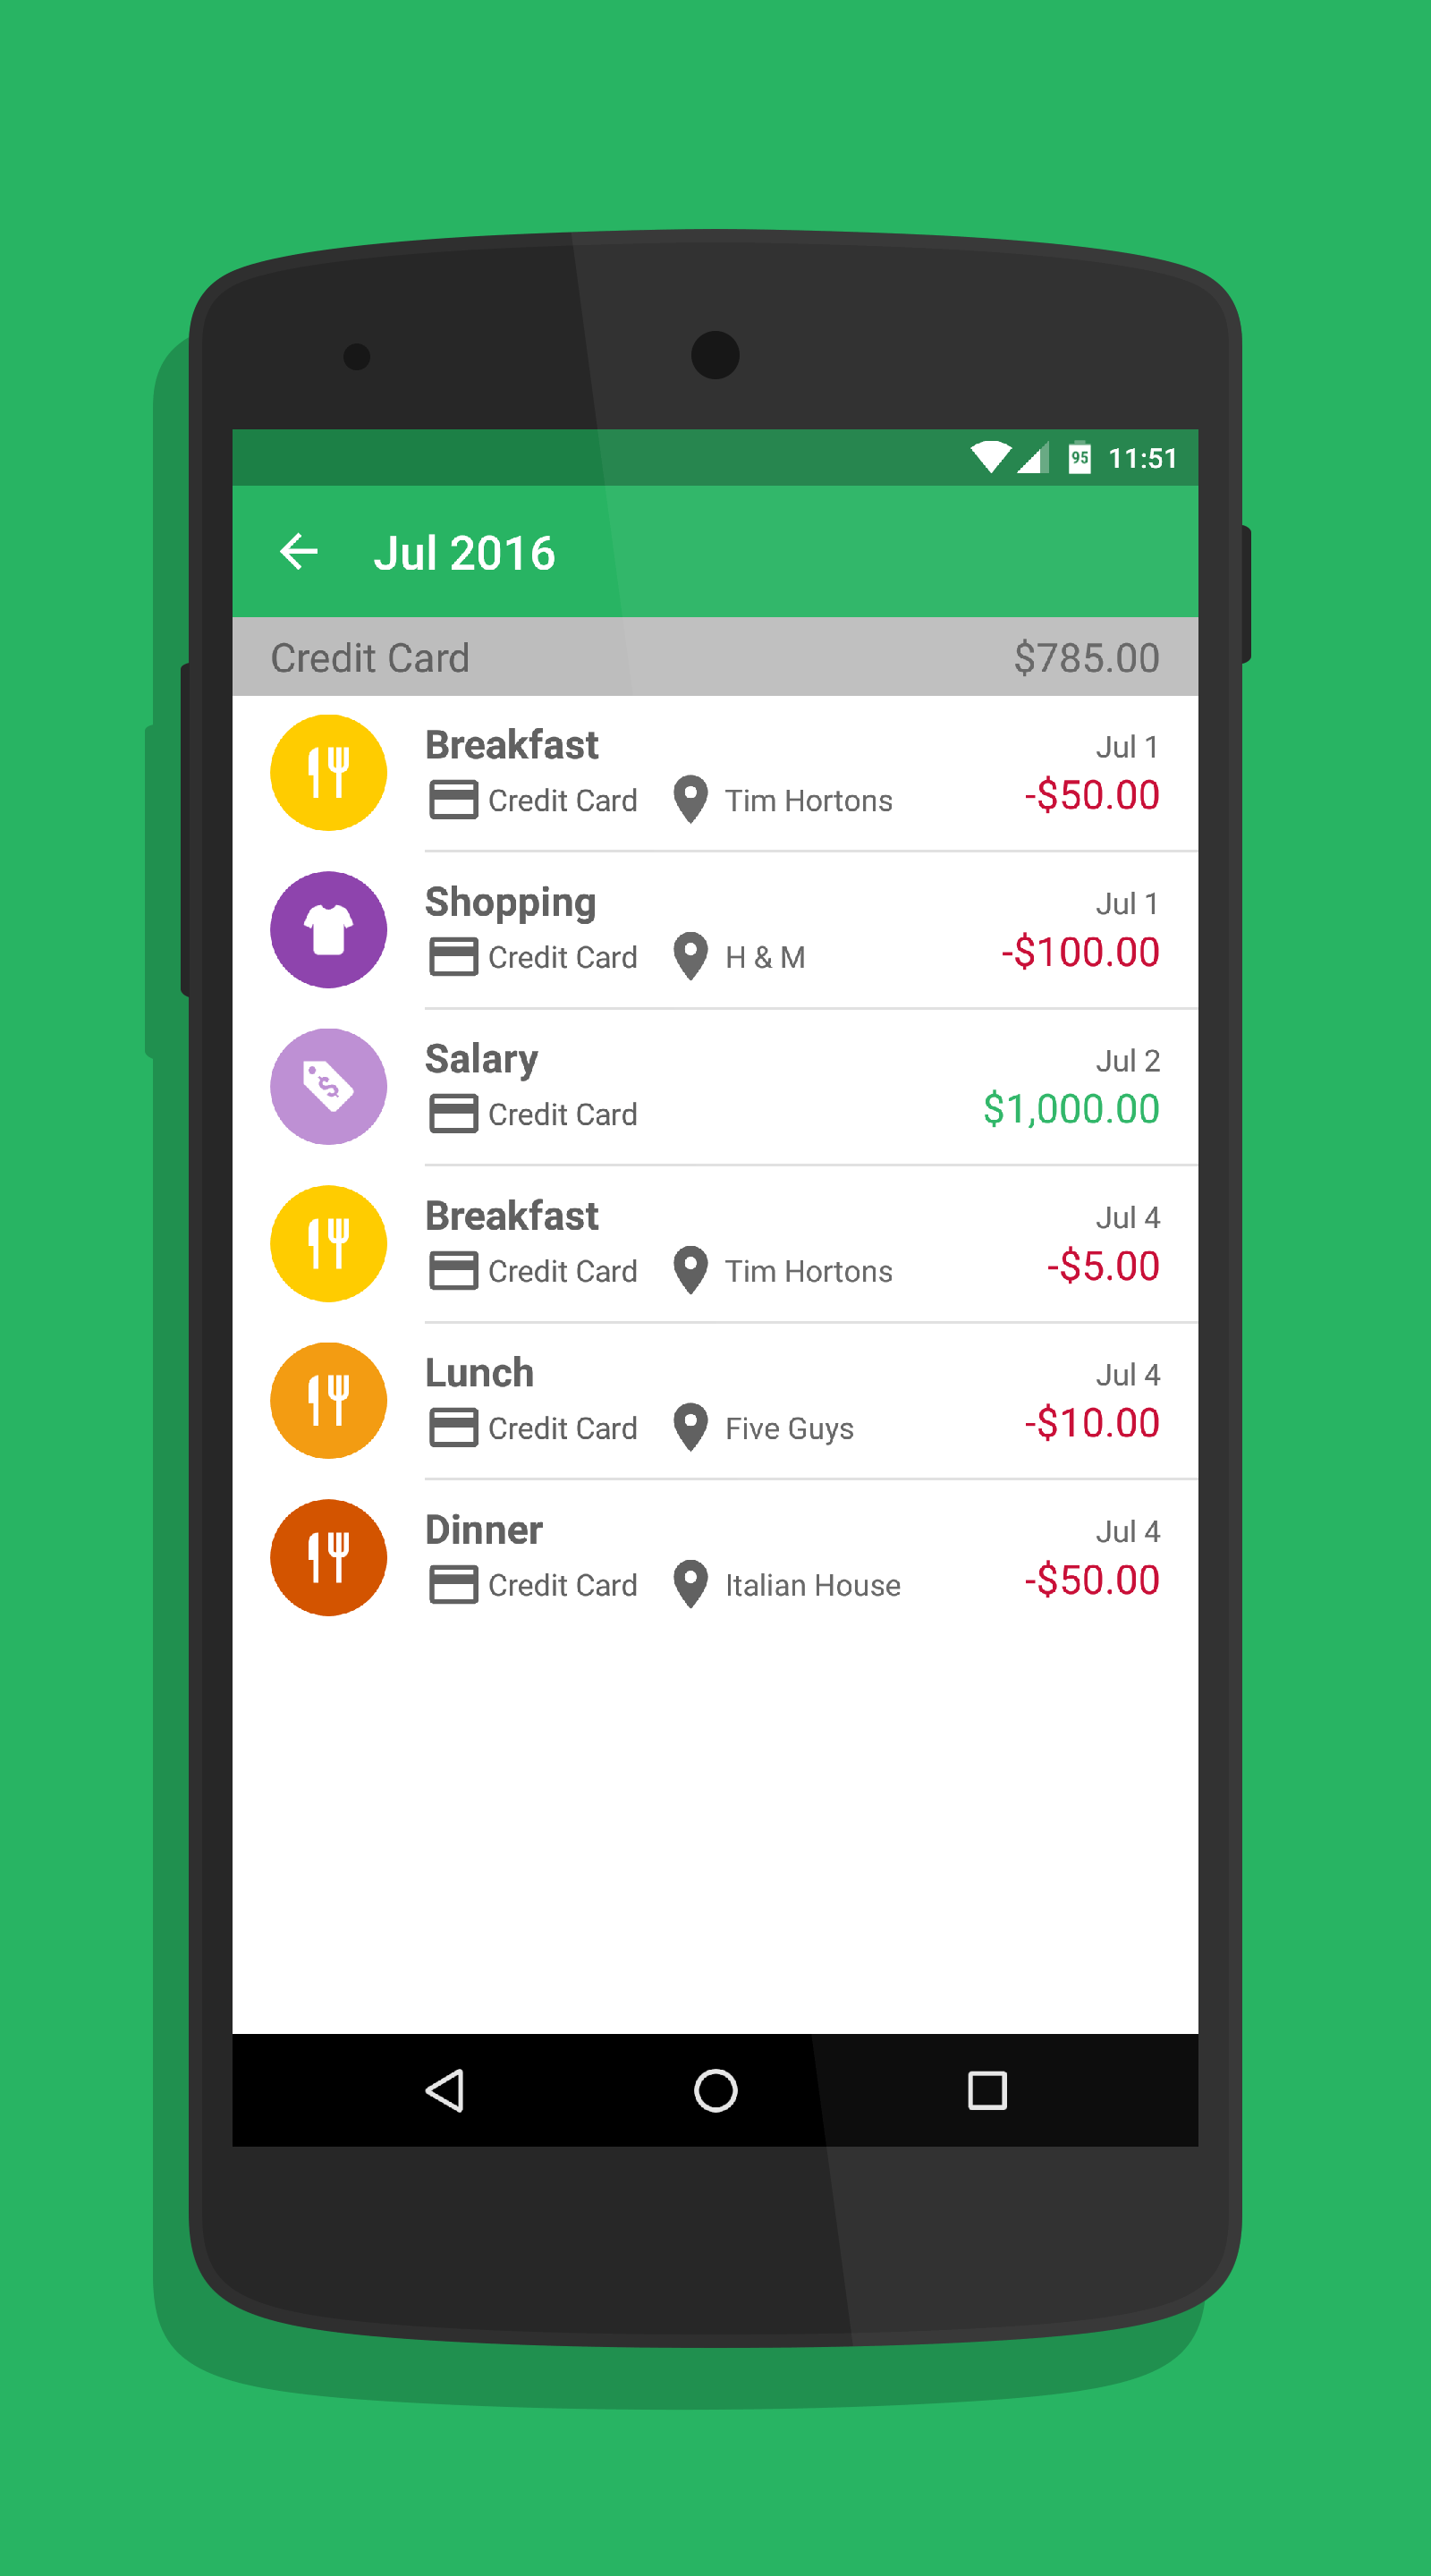 95 11:51
Jul 2016
Credit Card $785.00
Breakfast Jul 1
Credit Card Tim Hortons -$50.00
Shopping Jul 1
Credit Card H & M -$100.00
Salary Jul 2
Credit Card $1,000.00
Breakfast Jul 4
Credit Card Tim Hortons -$5.00
Lunch Jul 4
Credit Card Five Guys -$10.00
Dinner Jul 4
Credit Card Italian House -$50.00